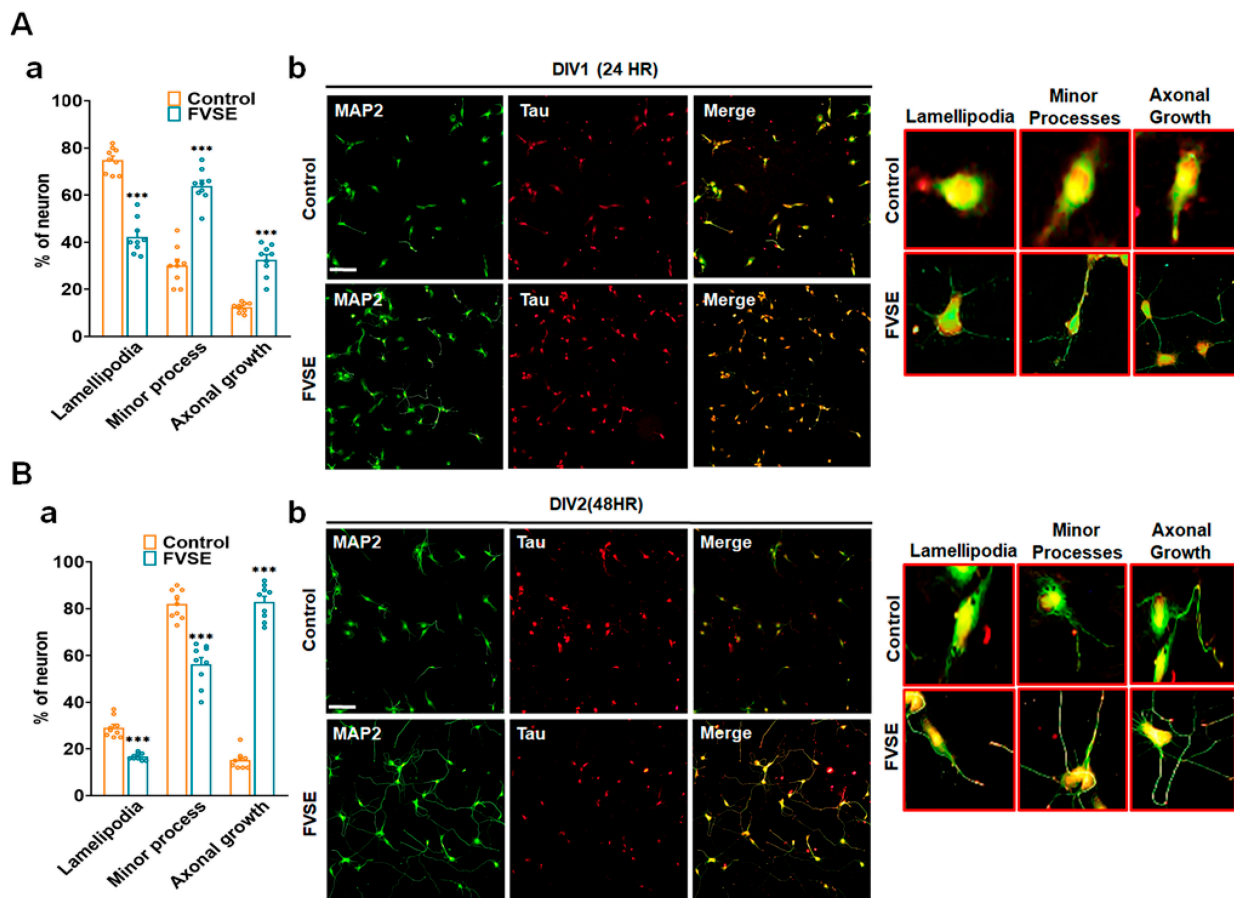 A
a
Control
FVSE
100
80
60
40
20
0
% of neuron
***
***
***
Lamellipodia
Minor process
Axonal growth
b
DIV1 (24 HR)
Control
MAP2
Tau
Merge
FVSE
MAP2
Tau
Merge
Lamellipodia
Minor
Processes
Axonal
Growth
Control
FVSE
B
a
Control
FVSE
100
80
60
40
20
0
% of neuron
***
***
***
Lamelipodia
Minor process
Axonal growth
b
DIV2(48HR)
Control
MAP2
Tau
Merge
FVSE
MAP2
Tau
Merge
Lamellipodia
Minor
Processes
Axonal
Growth
Control
FVSE